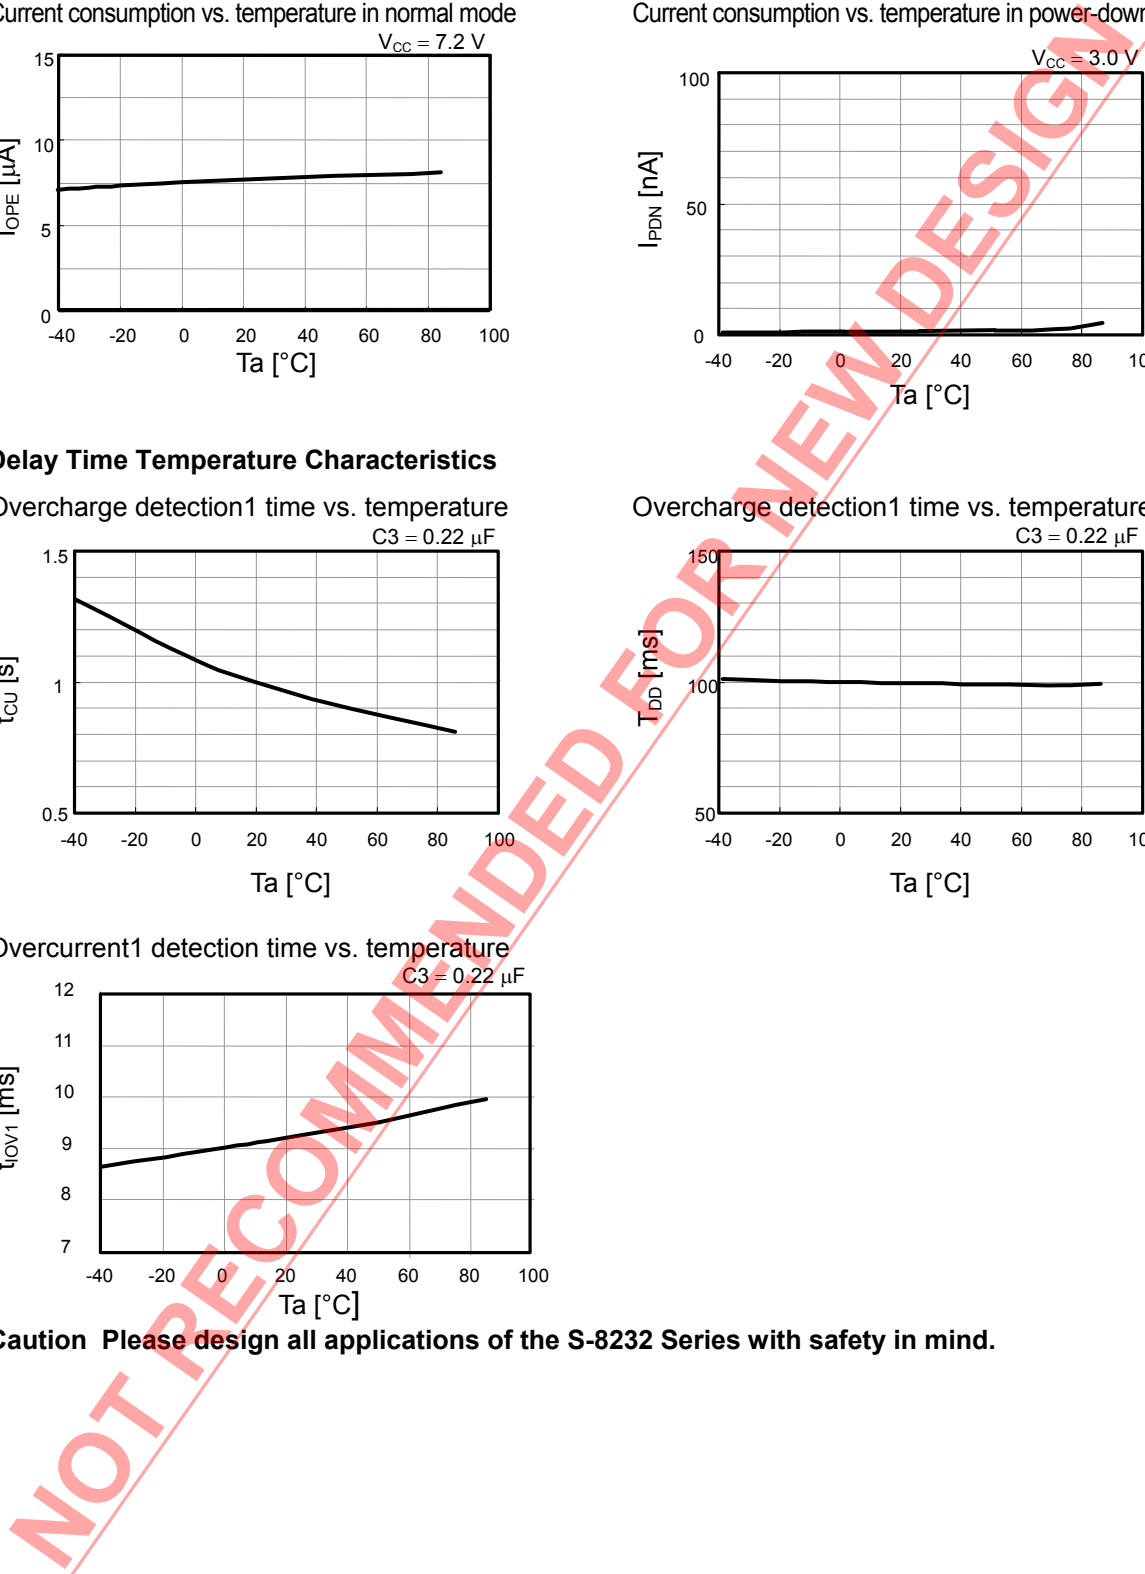 Current consumption vs. temperature in normal mode
V_CC = 7.2 V
15
10
5
0
I_OPE [μA]
-40 -20 0 20 40 60 80 100
Ta [°C]
Current consumption vs. temperature in power-down
V_CC = 3.0 V
100
50
0
I_PDN [nA]
-40 -20 0 20 40 60 80
Ta [°C]
Delay Time Temperature Characteristics
Overcharge detection1 time vs. temperature
C3 = 0.22 μF
1.5
1
0.5
t_CU [s]
-40 -20 0 20 40 60 80 100
Ta [°C]
Overcharge detection1 time vs. temperature
C3 = 0.22 μF
150
100
50
T_DD [ms]
-40 -20 0 20 40 60 80
Ta [°C]
Overcurrent1 detection time vs. temperature
C3 = 0.22 μF
12
11
10
9
8
7
t_IOV1 [ms]
-40 -20 0 20 40 60 80 100
Ta [°C]
Caution Please design all applications of the S-8232 Series with safety in mind.
NOT RECOMMENDED FOR NEW DESIGN